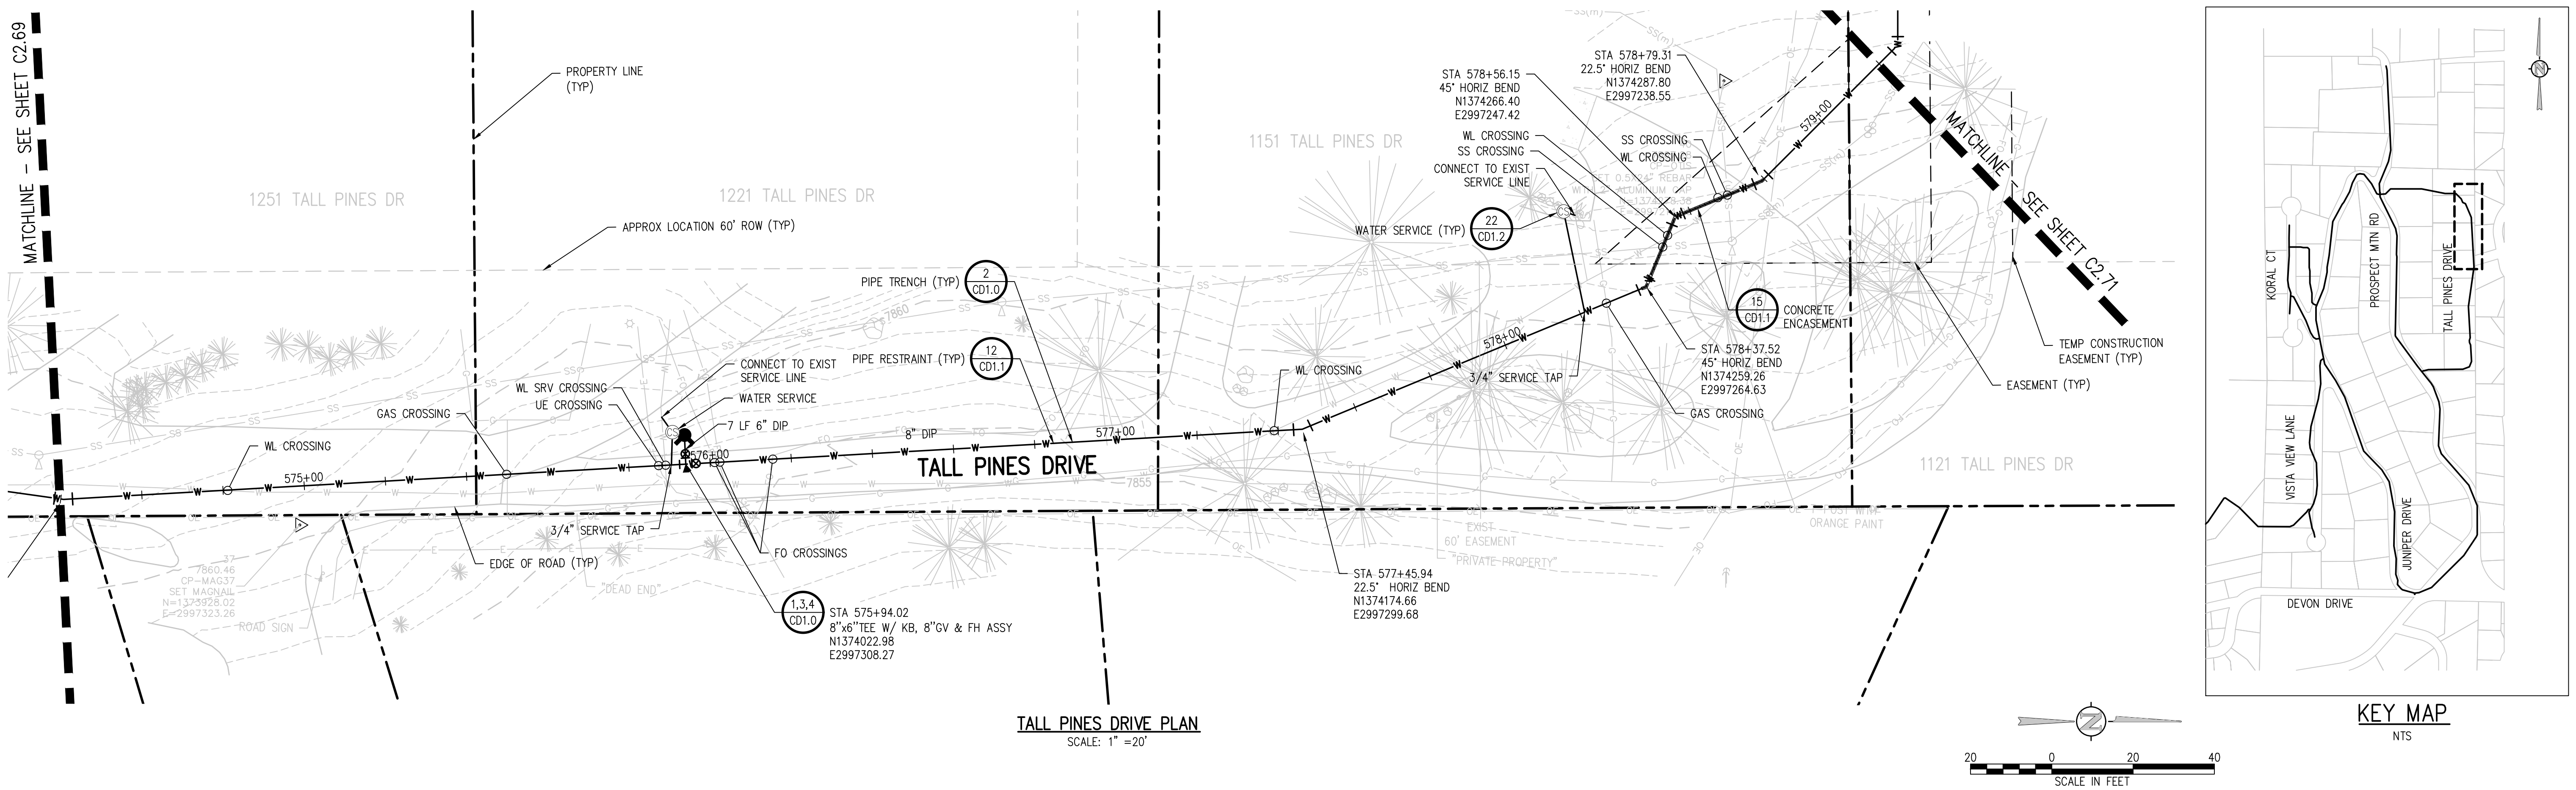 MATCHLINE - SEE SHEET C2.69
PROPERTY LINE
(TYP)
1251 TALL PINES DR
1221 TALL PINES DR
APPROX LOCATION 60' ROW (TYP)
1151 TALL PINES DR
STA 578+79.31
22.5° HORIZ BEND
N1374287.80
E2997238.55
STA 578+56.15
45° HORIZ BEND
N1374266.40
E2997247.42
WL CROSSING
SS CROSSING
CONNECT TO EXIST
SERVICE LINE
SS CROSSING
WL CROSSING
WATER SERVICE (TYP)
22
CD1.2
579+00
MATCHLINE - SEE SHEET C2.71
PIPE TRENCH (TYP)
2
CD1.0
PIPE RESTRAINT (TYP)
12
CD1.1
15
CD1.1
CONCRETE
ENCASEMENT
TEMP CONSTRUCTION
EASEMENT (TYP)
EASEMENT (TYP)
STA 578+37.52
45° HORIZ BEND
N1374259.26
E2997264.63
GAS CROSSING
578+00
3/4" SERVICE TAP
WL CROSSING
CONNECT TO EXIST
SERVICE LINE
WATER SERVICE
7 LF 6" DIP
WL SRV CROSSING
UE CROSSING
GAS CROSSING
WL CROSSING
575+00
576+00
8" DIP
577+00
TALL PINES DRIVE
7860
7855
1121 TALL PINES DR
3/4" SERVICE TAP
EDGE OF ROAD (TYP)
FO CROSSINGS
ORANGE PAINT
EXIST
60' EASEMENT
"PRIVATE PROPERTY"
"DEAD END"
37
7860.46
CP-MAG37
SET MAGNAIL
N=1373928.02
E=2997323.26
ROAD SIGN
1,3,4
CD1.0
STA 575+94.02
8"x6"TEE W/ KB, 8"GV & FH ASSY
N1374022.98
E2997308.27
STA 577+45.94
22.5° HORIZ BEND
N1374174.66
E2997299.68
TALL PINES DRIVE PLAN
SCALE: 1" =20'
N
20 0 20 40
SCALE IN FEET
N
KORAL CT
PROSPECT MTN RD
TALL PINES DRIVE
VISTA VIEW LANE
JUNIPER DRIVE
DEVON DRIVE
KEY MAP
NTS